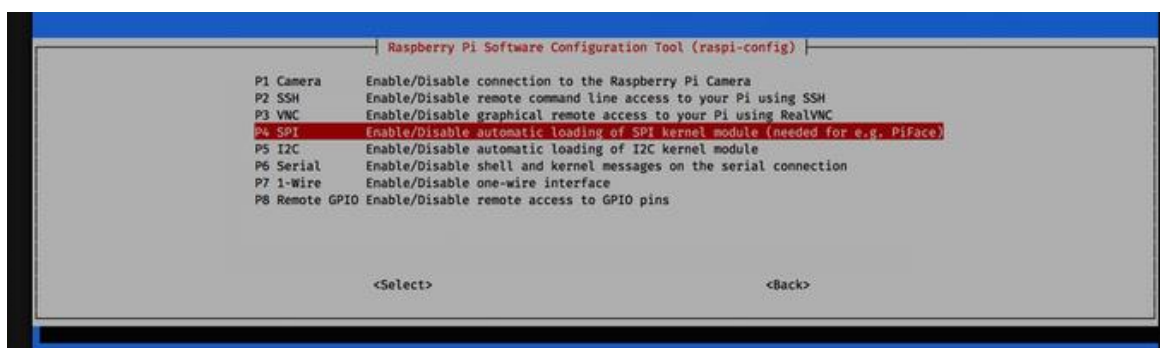 Raspberry Pi Software Configuration Tool (raspi-config)
P1 Camera Enable/Disable connection to the Raspberry Pi Camera
P2 SSH Enable/Disable remote command line access to your Pi using SSH
P3 VNC Enable/Disable graphical remote access to your Pi using RealVNC
P4 SPI Enable/Disable automatic loading of SPI kernel module (needed for e.g. PiFace)
P5 I2C Enable/Disable automatic loading of I2C kernel module
P6 Serial Enable/Disable shell and kernel messages on the serial connection
P7 1-Wire Enable/Disable one-wire interface
P8 Remote GPIO Enable/Disable remote access to GPIO pins
<Select> <Back>